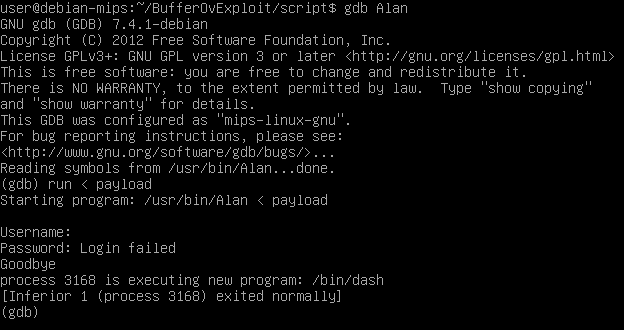 user@debian-mips:~/BufferOvExploit/script$ gdb Alan
GNU gdb (GDB) 7.4.1-debian
Copyright (C) 2012 Free Software Foundation, Inc.
License GPLv3+: GNU GPL version 3 or later <http://gnu.org/licenses/gpl.html>
This is free software: you are free to change and redistribute it.
There is NO WARRANTY, to the extent permitted by law.  Type "show copying"
and "show warranty" for details.
This GDB was configured as "mips-linux-gnu".
For bug reporting instructions, please see:
<http://www.gnu.org/software/gdb/bugs/>...
Reading symbols from /usr/bin/Alan...done.
(gdb) run < payload
Starting program: /usr/bin/Alan < payload
Username:
Password: Login failed
Goodbye
process 3168 is executing new program: /bin/dash
[Inferior 1 (process 3168) exited normally]
(gdb)